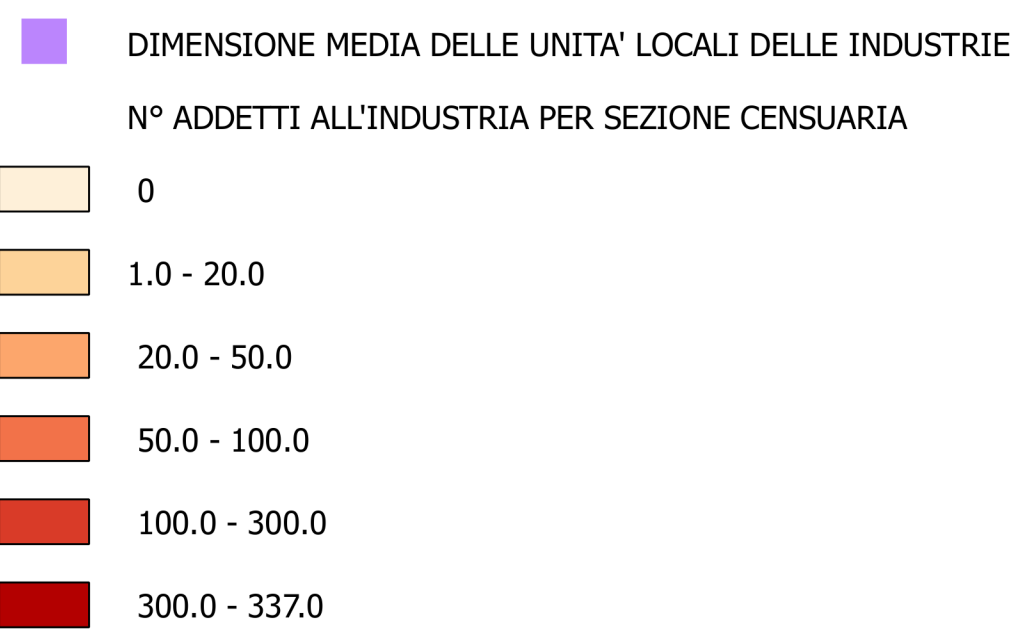 DIMENSIONE MEDIA DELLE UNITA' LOCALI DELLE INDUSTRIE
N° ADDETTI ALL'INDUSTRIA PER SEZIONE CENSUARIA
0
1.0 - 20.0
20.0 - 50.0
50.0 - 100.0
100.0 - 300.0
300.0 - 337.0